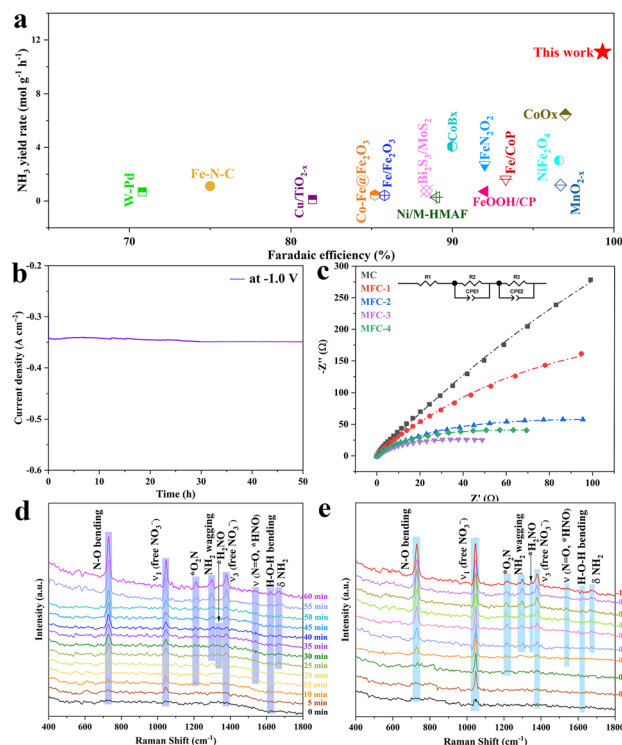 a
NH3 yield rate (mol g-1 h-1)
12
8
4
0
This work
W-Pd
Fe-N-C
Cu/TiO2-x
Co-Fe@Fe2O3
Fe/Fe2O3
Bi2S3/MoS2
Ni/M-HMAF
CoBx
FeN2O2
FeOOH/CP
Fe/CoP
NiFe2O4
CoOx
MnO2-x
70
80
90
100
Faradaic efficiency (%)
b
at -1.0 V
Current density (A cm-2)
-0.2
-0.3
-0.4
-0.5
-0.6
0
10
20
30
40
50
Time (h)
c
-Z'' (Ω)
300
250
200
150
100
50
0
MC
MFC-1
MFC-2
MFC-3
MFC-4
R1
R2
R3
CPE1
CPE2
0
20
40
60
80
100
Z' (Ω)
d
Intensity (a.u.)
N-O bending
ν1 (free NO3-)
*O2N
NH2 wagging
*H2NO
ν3 (free NO3-)
ν (N=O, *HNO)
H-O-H bending
δ NH2
60 min
55 min
50 min
45 min
40 min
35 min
30 min
25 min
20 min
10 min
5 min
0 min
400 600 800 1000 1200 1400 1600 1800
Raman Shift (cm-1)
e
Intensity (a.u.)
N-O bending
ν1 (free NO3-)
*O2N
NH2 wagging
*H2NO
ν3 (free NO3-)
ν (N=O, *HNO)
H-O-H bending
δ NH2
400 600 800 1000 1200 1400 1600 1800
Raman Shift (cm-1)